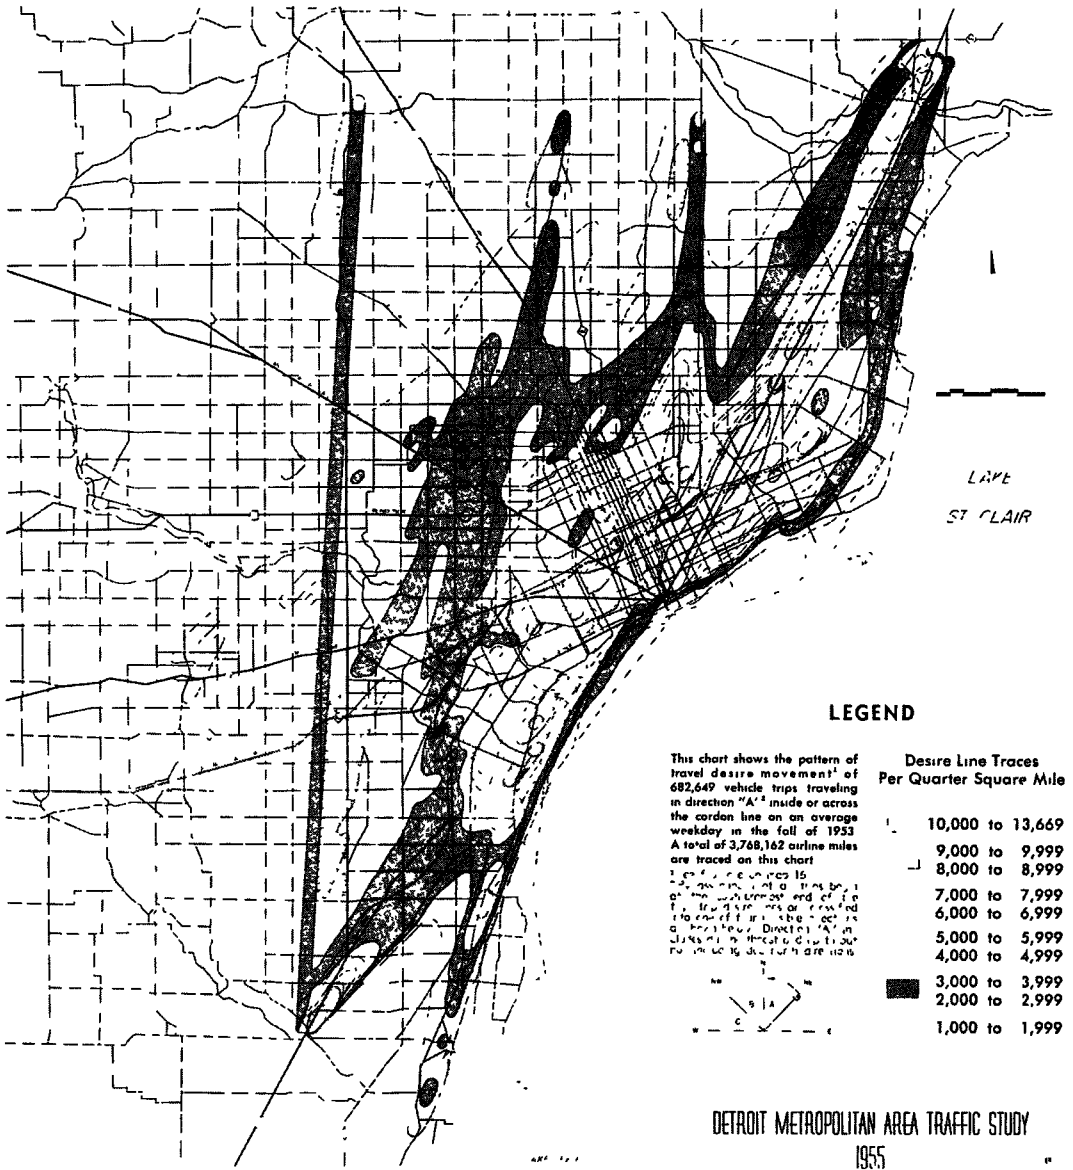 LAKE
ST CLAIR
LEGEND
This chart shows the pattern of
travel desire movement¹ of
682,649 vehicle trips traveling
in direction "A"² inside or across
the cordon line on an average
weekday in the fall of 1953
A total of 3,768,162 airline miles
are traced on this chart
Desire Line Traces
Per Quarter Square Mile
10,000 to 13,669
9,000 to 9,999
8,000 to 8,999
7,000 to 7,999
6,000 to 6,999
5,000 to 5,999
4,000 to 4,999
3,000 to 3,999
2,000 to 2,999
1,000 to 1,999
N
NW
NE
B
A
C
W
E
DETROIT METROPOLITAN AREA TRAFFIC STUDY
1955